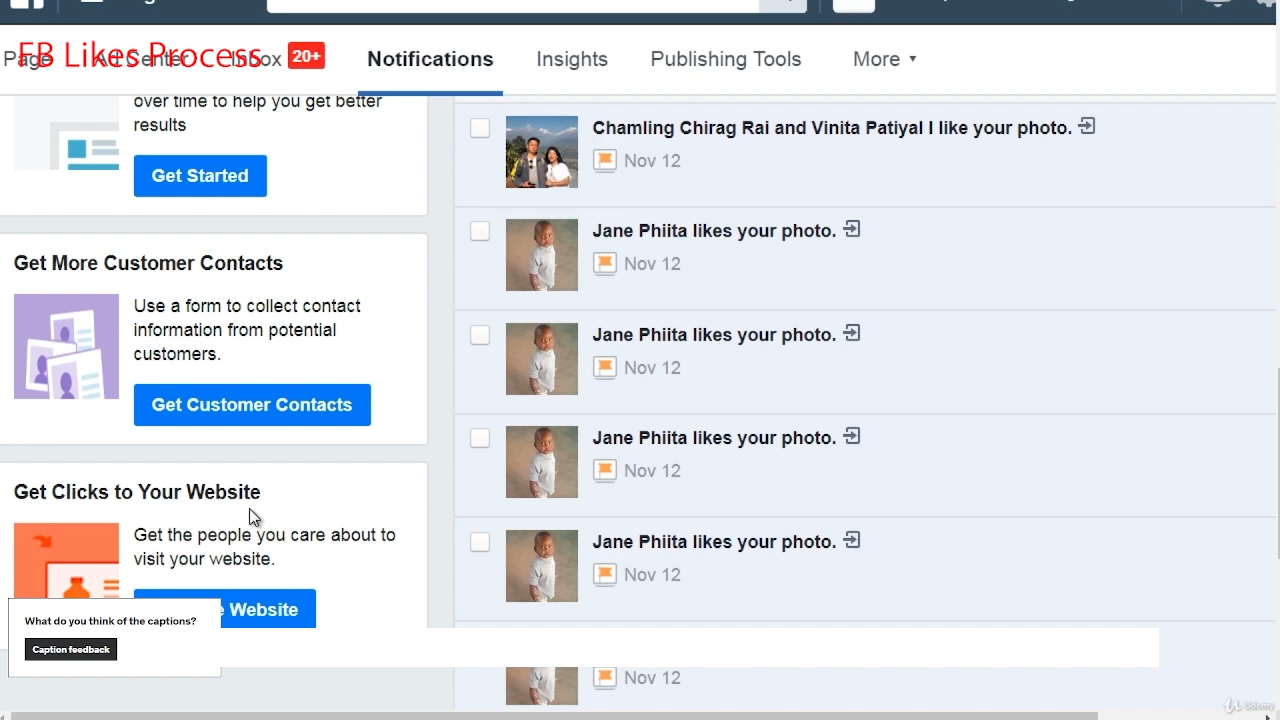 FB Likes Process
Page Ad Center Inbox 20+ Notifications Insights Publishing Tools More
over time to help you get better
results
Get Started
Get More Customer Contacts
Use a form to collect contact
information from potential
customers.
Get Customer Contacts
Get Clicks to Your Website
Get the people you care about to
visit your website.
Website
What do you think of the captions?
Caption feedback
Chamling Chirag Rai and Vinita Patiyal I like your photo.
Nov 12
Jane Phiita likes your photo.
Nov 12
Jane Phiita likes your photo.
Nov 12
Jane Phiita likes your photo.
Nov 12
Jane Phiita likes your photo.
Nov 12
Nov 12
Udemy